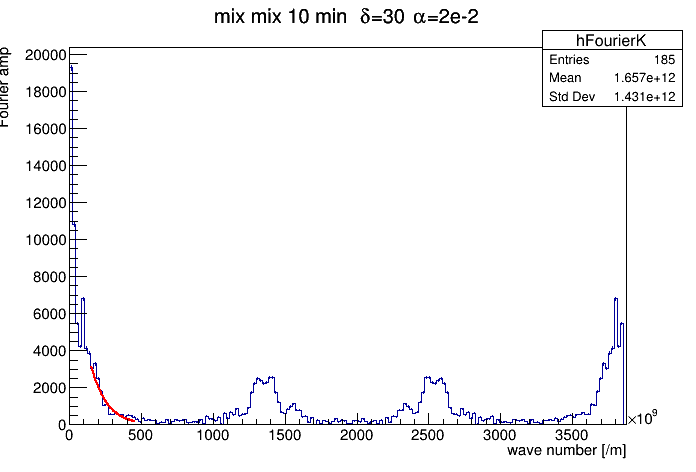 mix mix 10 min δ=30 α=2e-2
hFourierK
Entries 185
Mean 1.657e+12
Std Dev 1.431e+12
Fourier amp
20000
18000
16000
14000
12000
10000
8000
6000
4000
2000
0
0 500 1000 1500 2000 2500 3000 3500
×10⁹
wave number [/m]